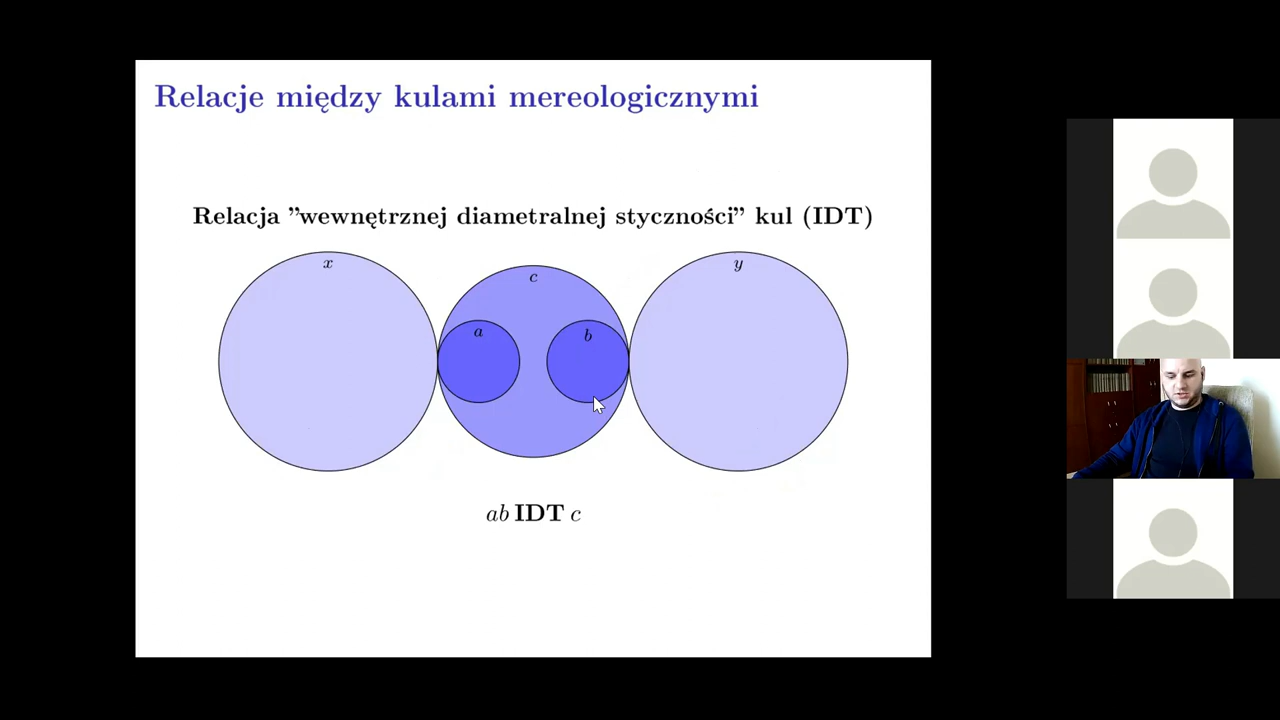 Relacje między kulami mereologicznymi
Relacja ”wewnętrznej diametralnej styczności” kul (IDT)
x
c
y
a
b
ab IDT c